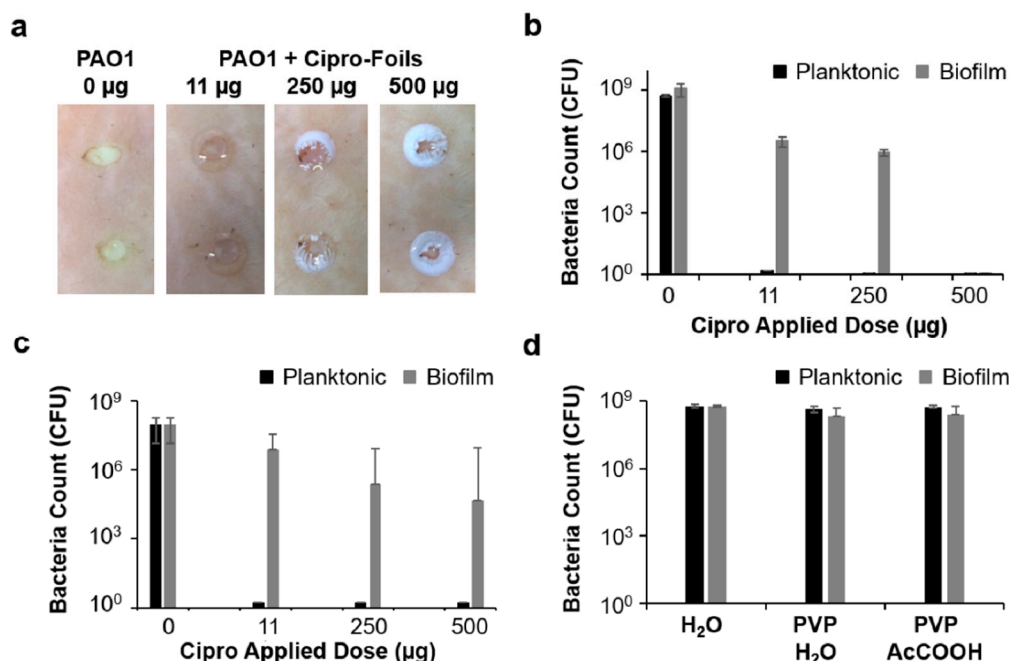 a
PAO1 PAO1 + Cipro-Foils
0 µg 11 µg 250 µg 500 µg
b
Planktonic Biofilm
Bacteria Count (CFU)
10⁹
10⁶
10³
10⁰
0 11 250 500
Cipro Applied Dose (µg)
c
Planktonic Biofilm
Bacteria Count (CFU)
10⁹
10⁶
10³
10⁰
0 11 250 500
Cipro Applied Dose (µg)
d
Planktonic Biofilm
Bacteria Count (CFU)
10⁹
10⁶
10³
10⁰
H₂O PVP PVP
H₂O AcCOOH